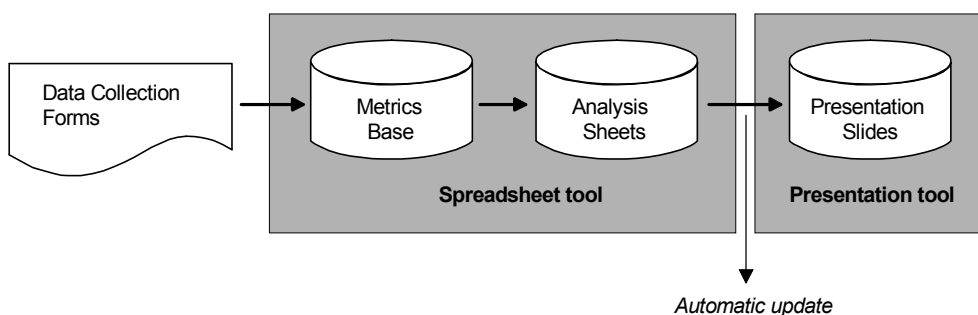 Data Collection
Forms
Metrics
Base
Analysis
Sheets
Presentation
Slides
Spreadsheet tool
Presentation tool
Automatic update